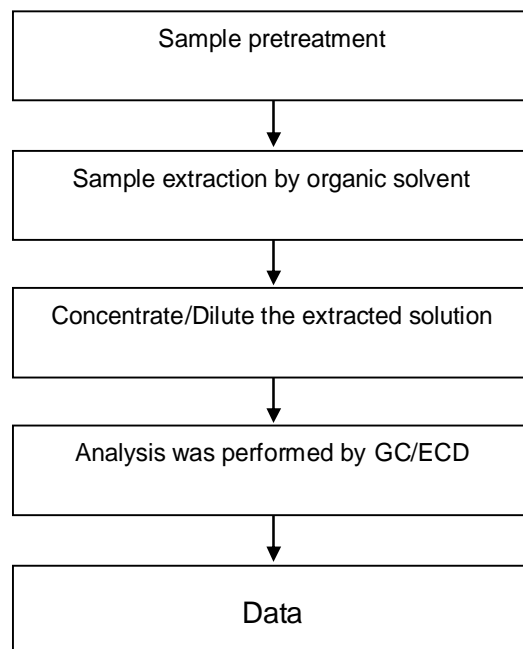 Sample pretreatment
Sample extraction by organic solvent
Concentrate/Dilute the extracted solution
Analysis was performed by GC/ECD
Data